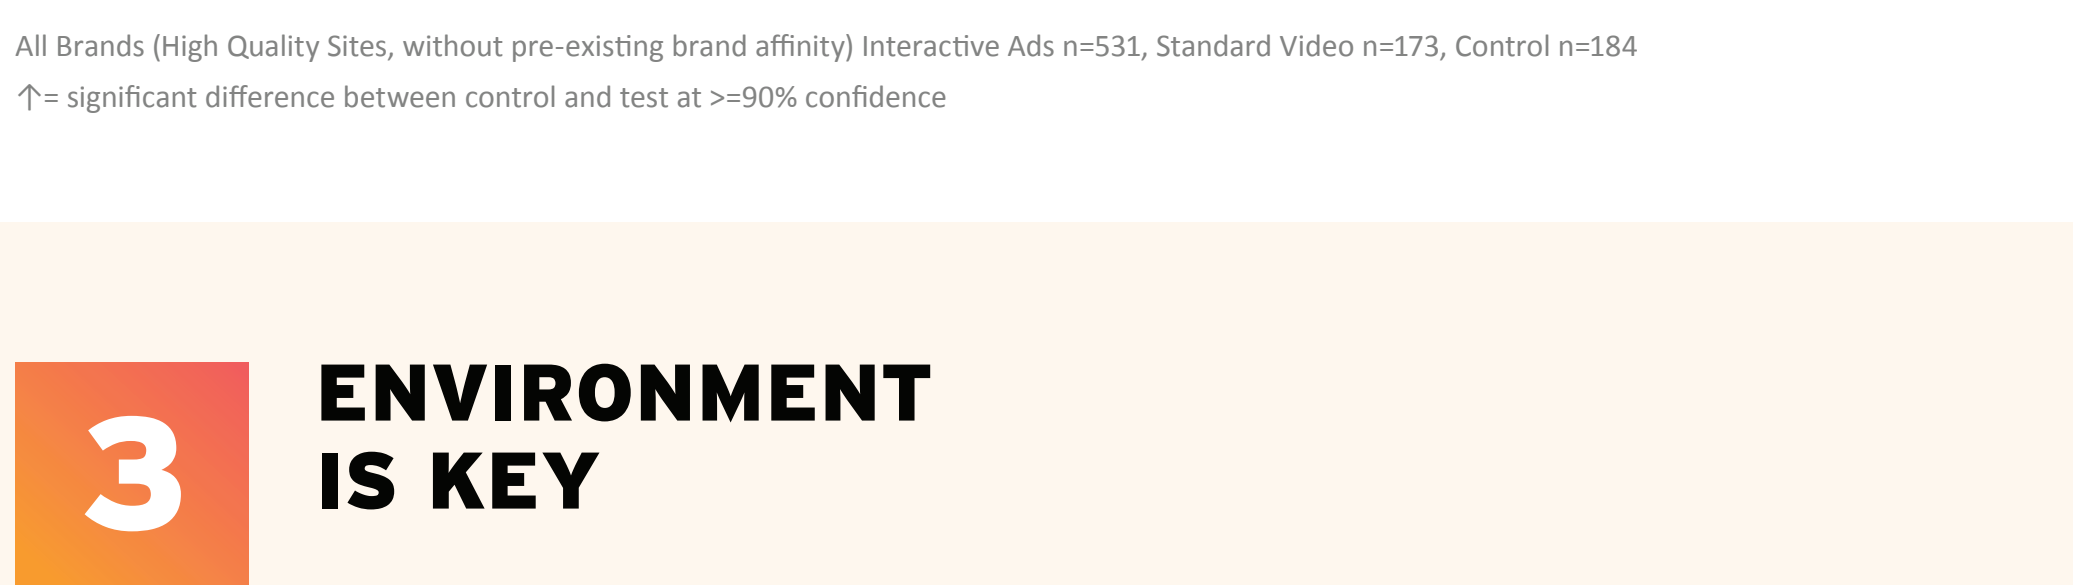 All Brands (High Quality Sites, without pre-existing brand affinity) Interactive Ads n=531, Standard Video n=173, Control n=184
↑= significant difference between control and test at >=90% confidence
3
ENVIRONMENT
IS KEY